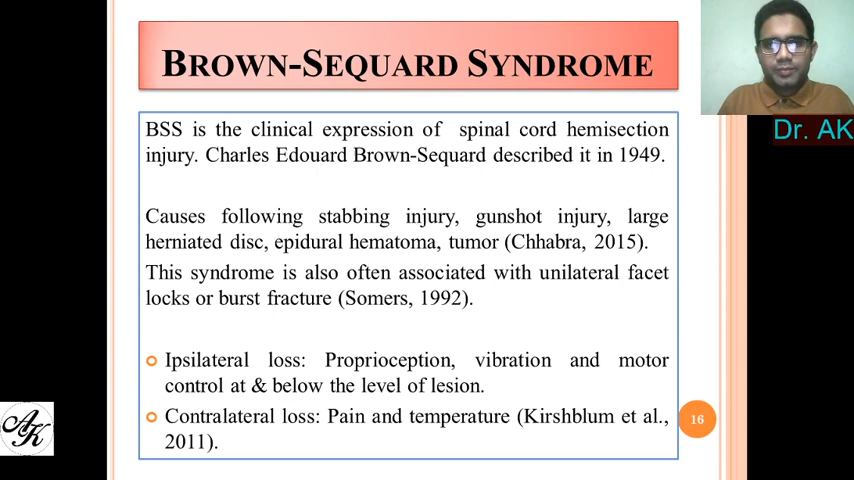 BROWN-SEQUARD SYNDROME
Dr. AK
BSS is the clinical expression of spinal cord hemisection
injury. Charles Edouard Brown-Sequard described it in 1949.
Causes following stabbing injury, gunshot injury, large
herniated disc, epidural hematoma, tumor (Chhabra, 2015).
This syndrome is also often associated with unilateral facet
locks or burst fracture (Somers, 1992).
Ipsilateral loss: Proprioception, vibration and motor
control at & below the level of lesion.
Contralateral loss: Pain and temperature (Kirshblum et al.,
2011).
16
AK